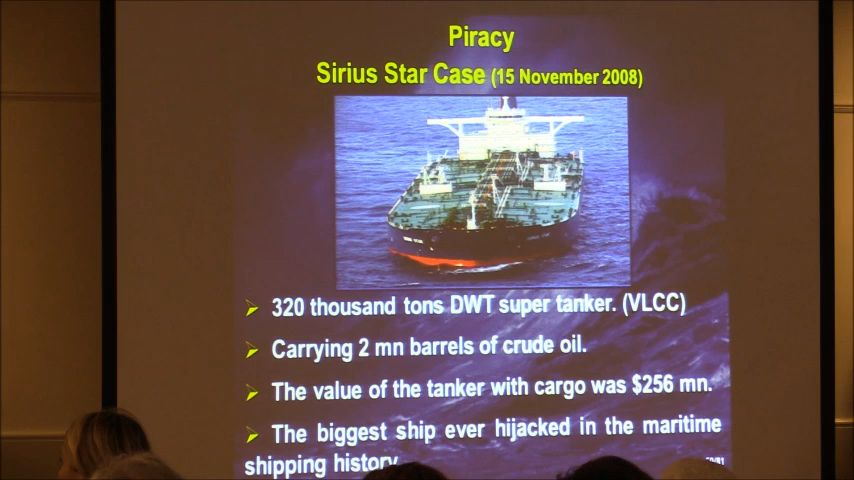 Piracy
Sirius Star Case (15 November 2008)
➢ 320 thousand tons DWT super tanker. (VLCC)
➢ Carrying 2 mn barrels of crude oil.
➢ The value of the tanker with cargo was $256 mn.
➢ The biggest ship ever hijacked in the maritime
shipping history.